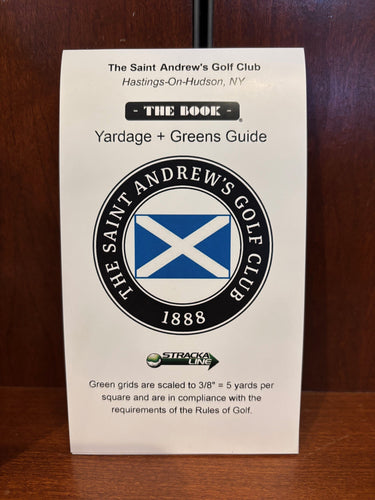 The Saint Andrew's Golf Club
Hastings-On-Hudson, NY
- THE BOOK -
®
Yardage + Greens Guide
THE SAINT ANDREW'S GOLF CLUB
1888
STRACKA
LINE
Green grids are scaled to 3/8" = 5 yards per
square and are in compliance with the
requirements of the Rules of Golf.